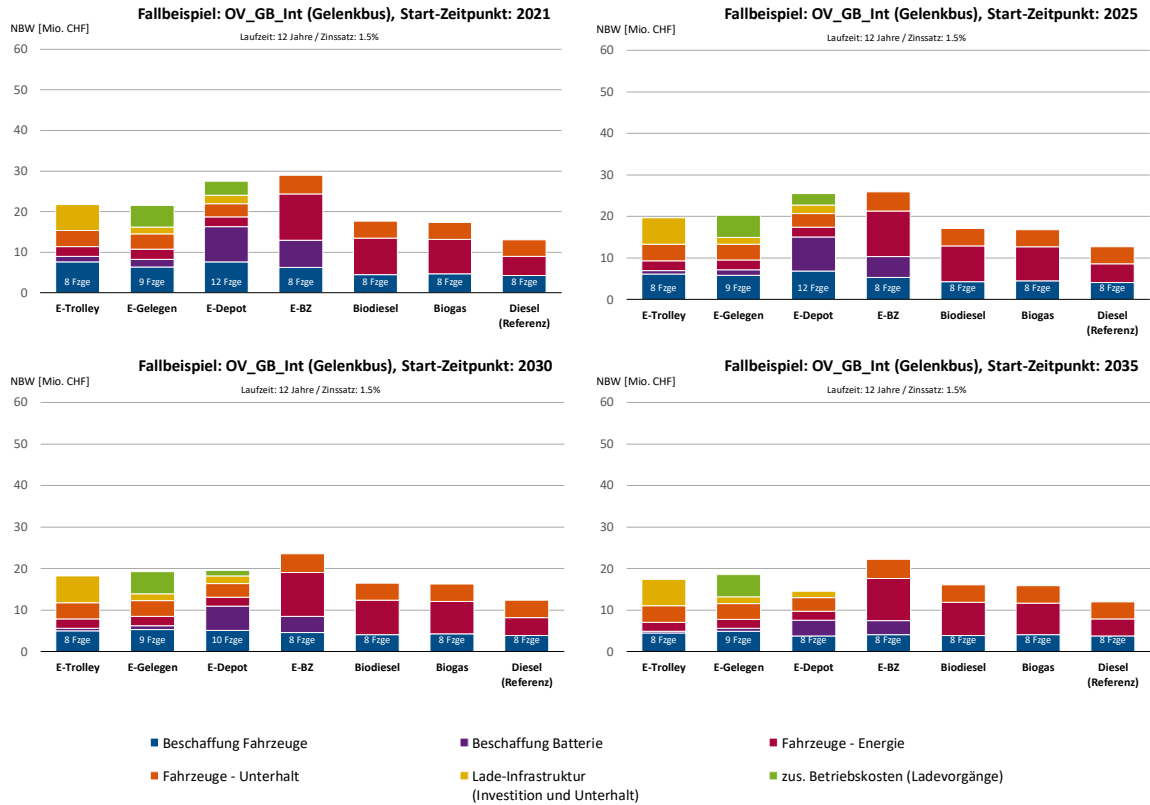 Fallbeispiel: OV_GB_Int (Gelenkbus), Start-Zeitpunkt: 2021
NBW [Mio. CHF]
Laufzeit: 12 Jahre / Zinssatz: 1.5%
60
50
40
30
20
10
0
8 Fzge
9 Fzge
12 Fzge
8 Fzge
8 Fzge
8 Fzge
8 Fzge
E-Trolley
E-Gelegen
E-Depot
E-BZ
Biodiesel
Biogas
Diesel
(Referenz)
Fallbeispiel: OV_GB_Int (Gelenkbus), Start-Zeitpunkt: 2025
NBW [Mio. CHF]
Laufzeit: 12 Jahre / Zinssatz: 1.5%
60
50
40
30
20
10
0
8 Fzge
9 Fzge
12 Fzge
8 Fzge
8 Fzge
8 Fzge
8 Fzge
E-Trolley
E-Gelegen
E-Depot
E-BZ
Biodiesel
Biogas
Diesel
(Referenz)
Fallbeispiel: OV_GB_Int (Gelenkbus), Start-Zeitpunkt: 2030
NBW [Mio. CHF]
Laufzeit: 12 Jahre / Zinssatz: 1.5%
60
50
40
30
20
10
0
8 Fzge
9 Fzge
10 Fzge
8 Fzge
8 Fzge
8 Fzge
8 Fzge
E-Trolley
E-Gelegen
E-Depot
E-BZ
Biodiesel
Biogas
Diesel
(Referenz)
Fallbeispiel: OV_GB_Int (Gelenkbus), Start-Zeitpunkt: 2035
NBW [Mio. CHF]
Laufzeit: 12 Jahre / Zinssatz: 1.5%
60
50
40
30
20
10
0
8 Fzge
9 Fzge
8 Fzge
8 Fzge
8 Fzge
8 Fzge
8 Fzge
E-Trolley
E-Gelegen
E-Depot
E-BZ
Biodiesel
Biogas
Diesel
(Referenz)
Beschaffung Fahrzeuge
Beschaffung Batterie
Fahrzeuge - Energie
Fahrzeuge - Unterhalt
Lade-Infrastruktur
(Investition und Unterhalt)
zus. Betriebskosten (Ladevorgänge)